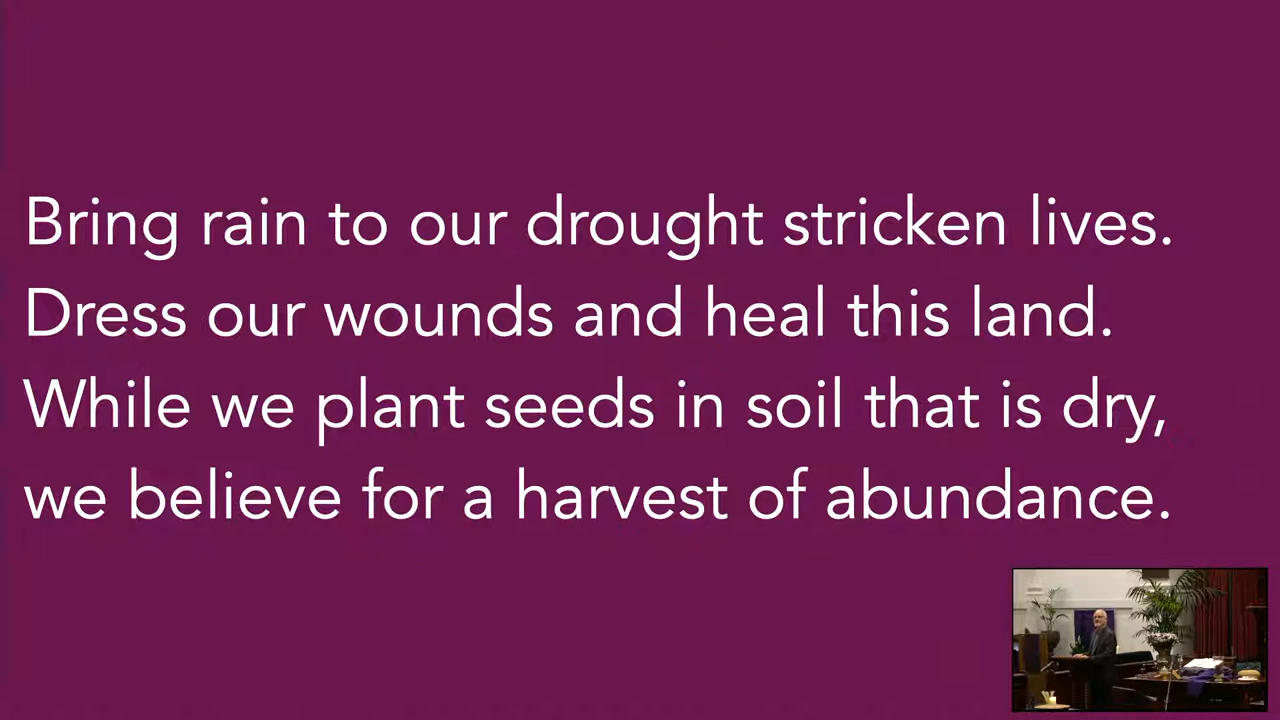 Bring rain to our drought stricken lives.
Dress our wounds and heal this land.
While we plant seeds in soil that is dry,
we believe for a harvest of abundance.